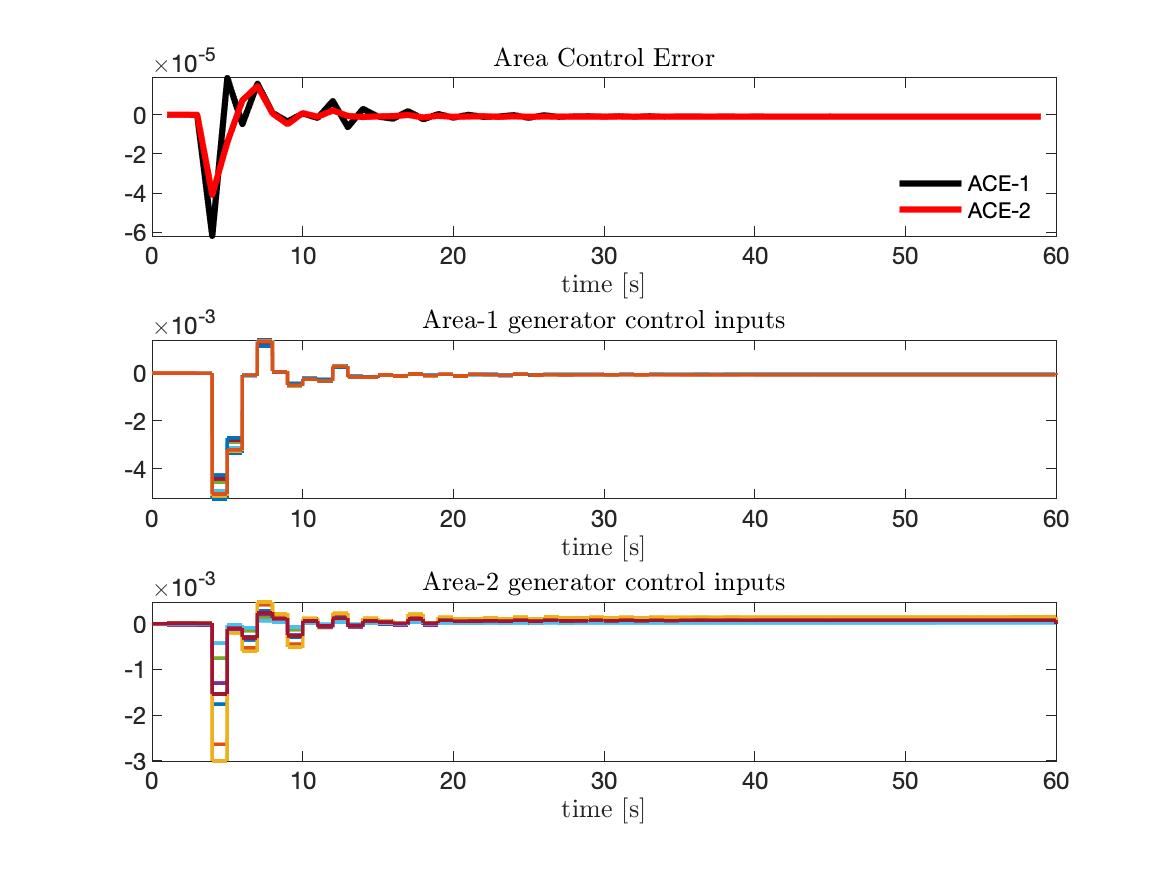 Area Control Error
×10-5
0
-2
-4
-6
ACE-1
ACE-2
0 10 20 30 40 50 60
time [s]
Area-1 generator control inputs
×10-3
0
-2
-4
0 10 20 30 40 50 60
time [s]
Area-2 generator control inputs
×10-3
0
-1
-2
-3
0 10 20 30 40 50 60
time [s]